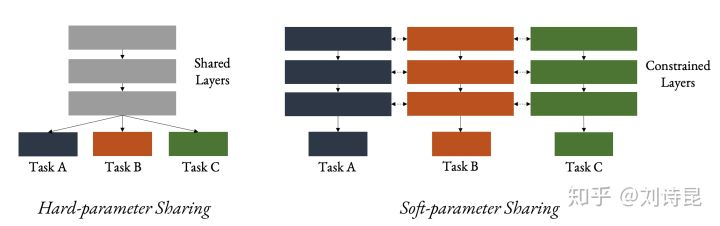 Shared
Layers
Task A
Task B
Task C
Hard-parameter Sharing
Constrained
Layers
Task A
Task B
Task C
Soft-parameter Sharing
知乎 @刘诗昆